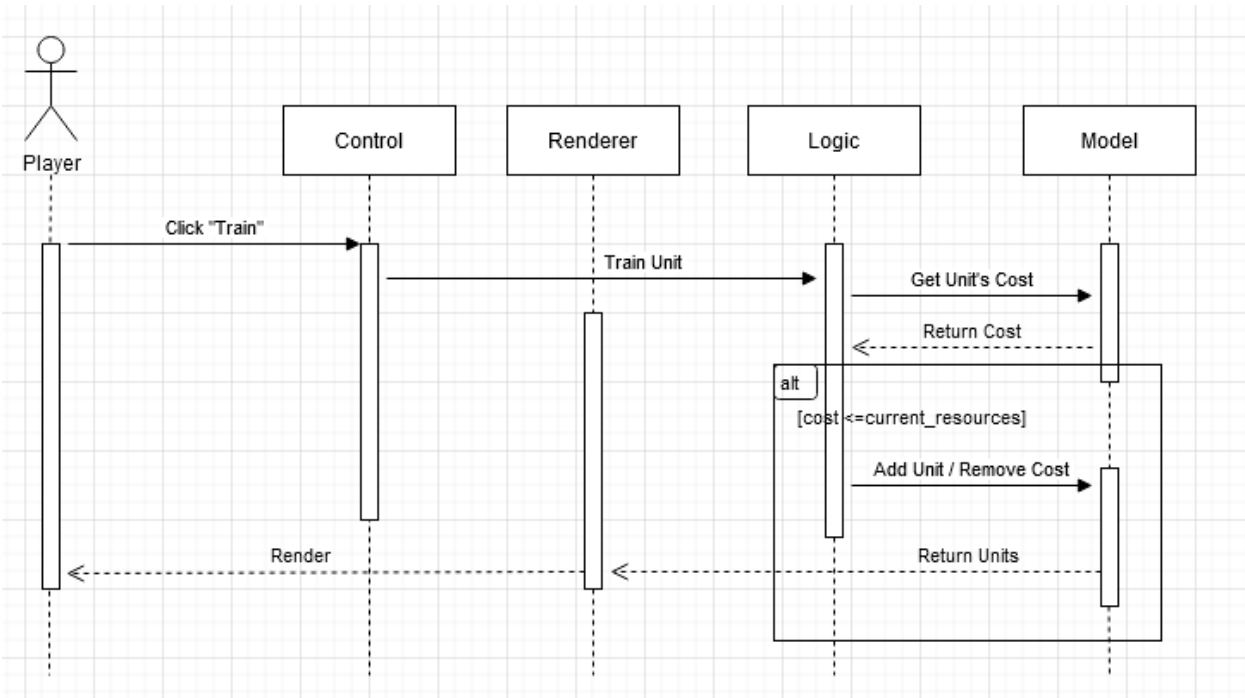 Player
Control
Renderer
Logic
Model
Click "Train"
Train Unit
Get Unit's Cost
Return Cost
alt
[cost <=current_resources]
Add Unit / Remove Cost
Render
Return Units